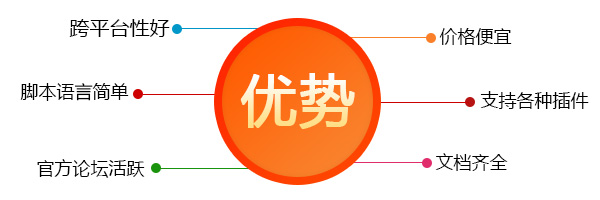 跨平台性好
价格便宜
脚本语言简单
优势
支持各种插件
官方论坛活跃
文档齐全